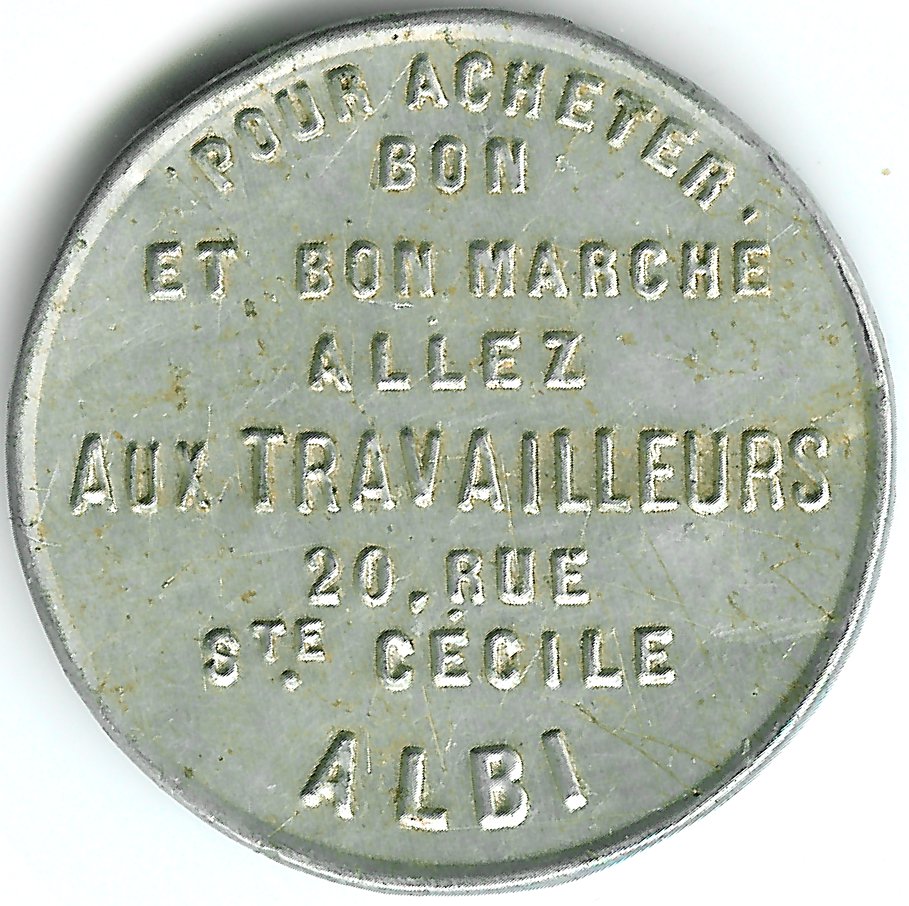 POUR ACHETER,
BON
ET BON MARCHE
ALLEZ
AUX TRAVAILLEURS
20, RUE
STE. CÉCILE
ALBI